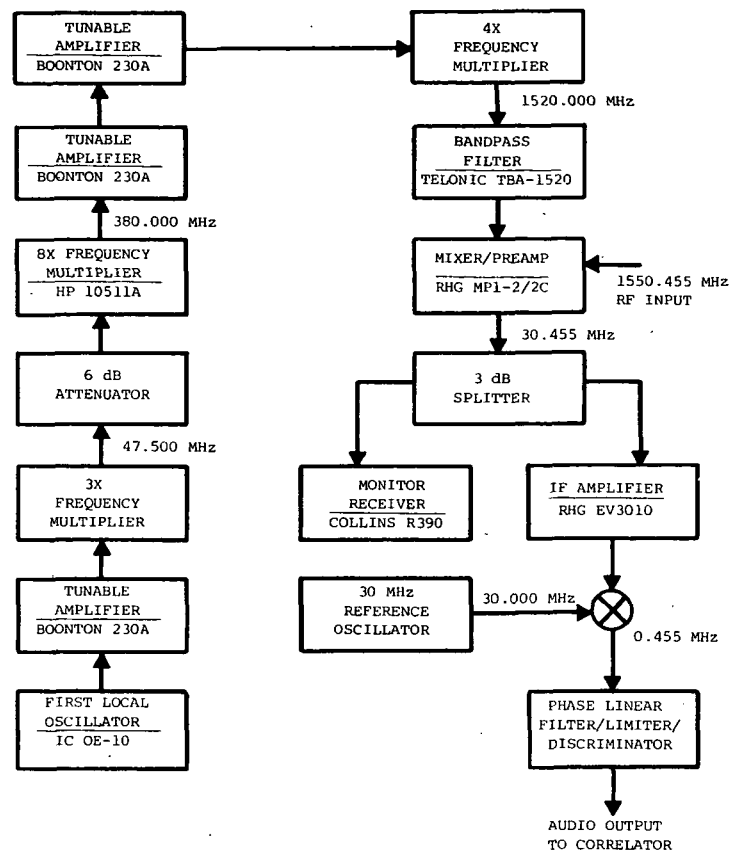 TUNABLE
AMPLIFIER
BOONTON 230A
4X
FREQUENCY
MULTIPLIER
1520.000 MHz
TUNABLE
AMPLIFIER
BOONTON 230A
BANDPASS
FILTER
TELONIC TBA-1520
380.000 MHz
8X FREQUENCY
MULTIPLIER
HP 10511A
MIXER/PREAMP
RHG MP1-2/2C
1550.455 MHz
RF INPUT
30.455 MHz
6 dB
ATTENUATOR
3 dB
SPLITTER
47.500 MHz
3X
FREQUENCY
MULTIPLIER
MONITOR
RECEIVER
COLLINS R390
IF AMPLIFIER
RHG EV3010
TUNABLE
AMPLIFIER
BOONTON 230A
30 MHz
REFERENCE
OSCILLATOR
30.000 MHz
0.455 MHz
FIRST LOCAL
OSCILLATOR
IC OE-10
PHASE LINEAR
FILTER/LIMITER/
DISCRIMINATOR
AUDIO OUTPUT
TO CORRELATOR